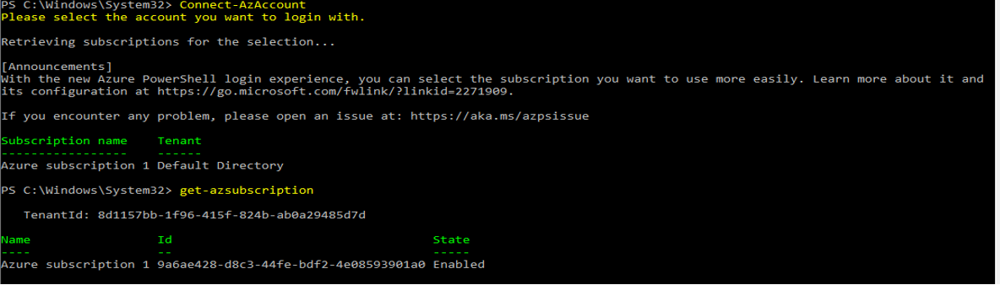 PS C:\Windows\System32> Connect-AzAccount
Please select the account you want to login with.
Retrieving subscriptions for the selection...
[Announcements]
With the new Azure PowerShell login experience, you can select the subscription you want to use more easily. Learn more about it and
its configuration at https://go.microsoft.com/fwlink/?linkid=2271909.
If you encounter any problem, please open an issue at: https://aka.ms/azpsissue
Subscription name    Tenant
-----------------    ------
Azure subscription 1 Default Directory
PS C:\Windows\System32> get-azsubscription
   TenantId: 8d1157bb-1f96-415f-824b-ab0a29485d7d
Name                 Id                                   State
----                 --                                   -----
Azure subscription 1 9a6ae428-d8c3-44fe-bdf2-4e08593901a0 Enabled